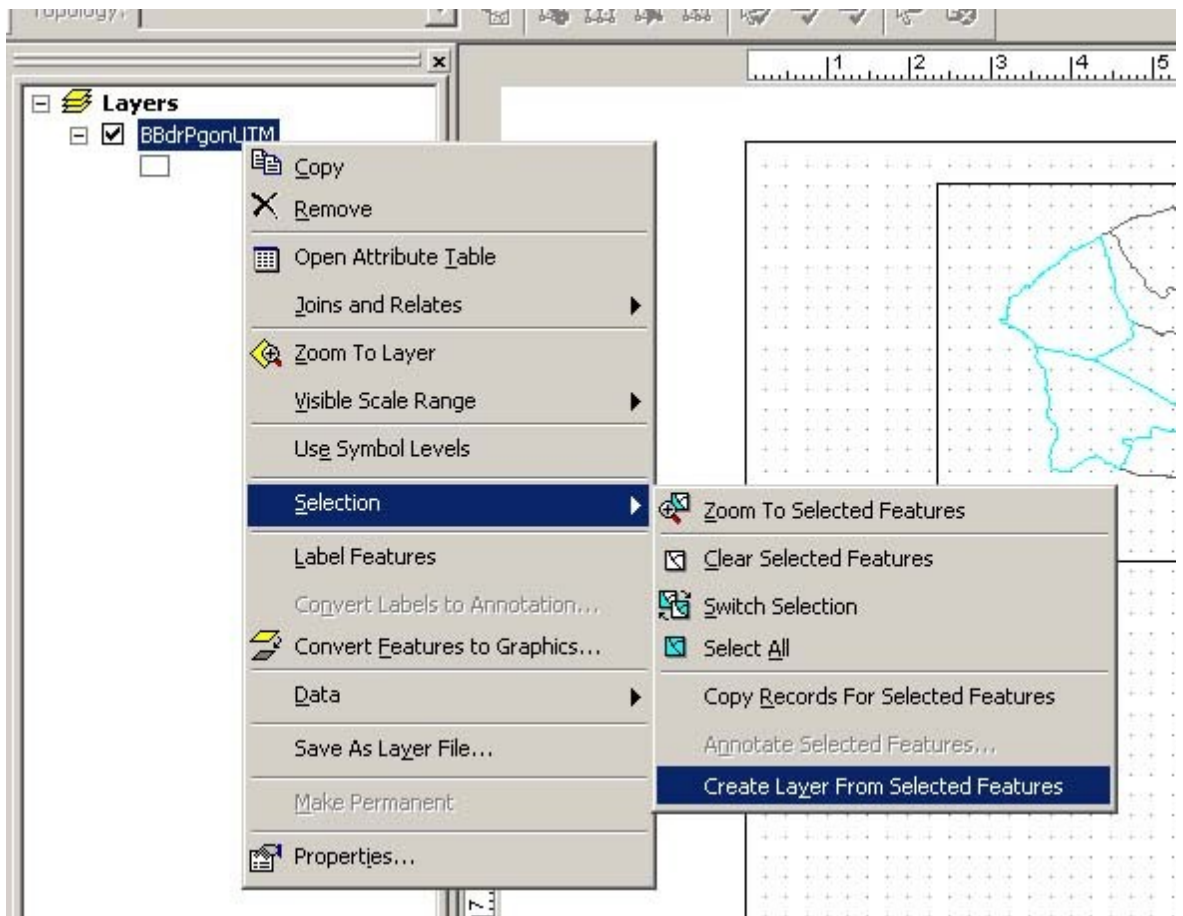 Topology:
1 2 3 4 5
Layers
BBdrPgonUTM
Copy
Remove
Open Attribute Table
Joins and Relates
Zoom To Layer
Visible Scale Range
Use Symbol Levels
Selection
Label Features
Convert Labels to Annotation...
Convert Features to Graphics...
Data
Save As Layer File...
Make Permanent
Properties...
Zoom To Selected Features
Clear Selected Features
Switch Selection
Select All
Copy Records For Selected Features
Annotate Selected Features...
Create Layer From Selected Features
7